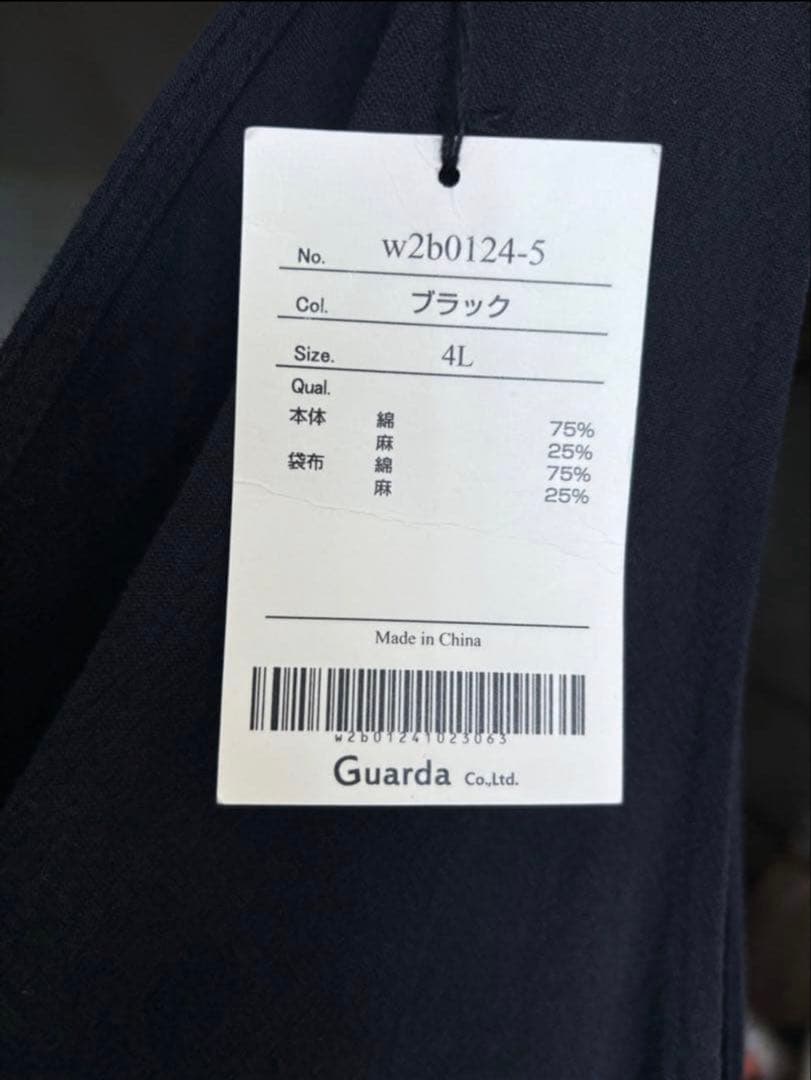 No. w2b0124-5
Col. ブラック
Size. 4L
Qual.
本体 綿 75%
麻 25%
袋布 綿 75%
麻 25%
Made in China
w2b01241023063
Guarda Co.,Ltd.